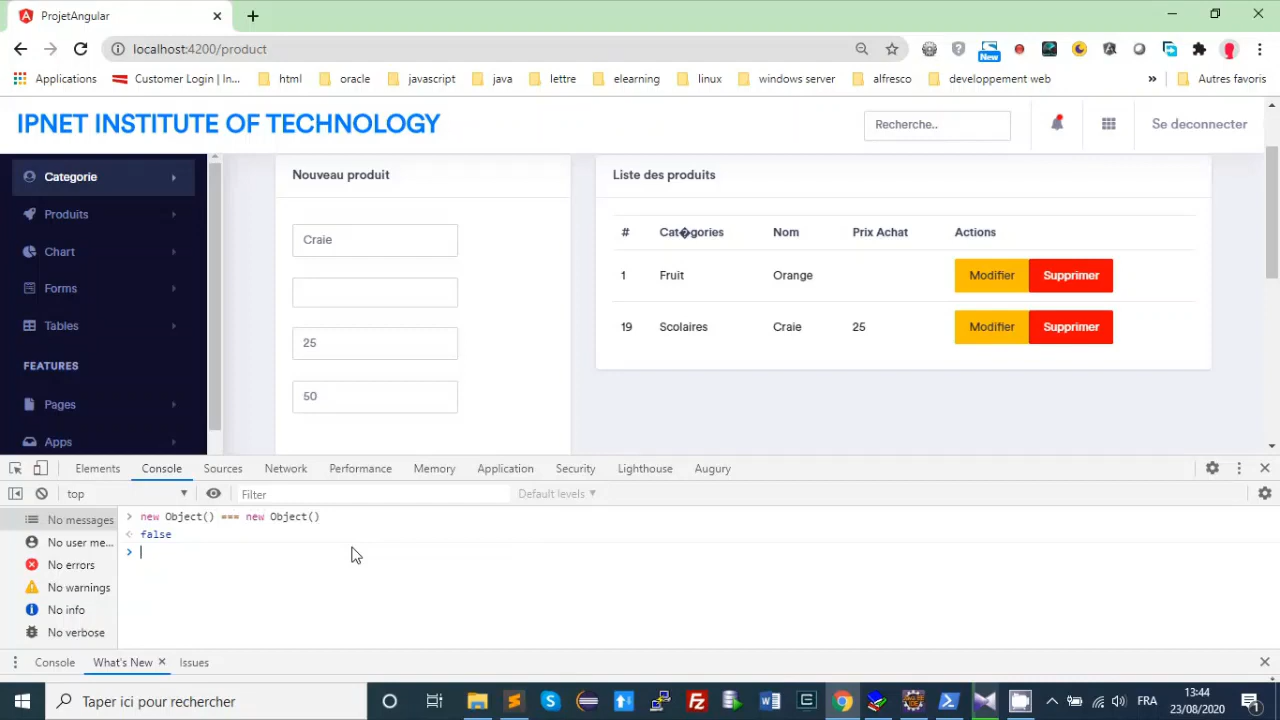 ProjetAngular
localhost:4200/product
New
Applications
Customer Login | In...
html
oracle
javascript
java
lettre
elearning
linux
windows server
alfresco
developpement web
»
Autres favoris
IPNET INSTITUTE OF TECHNOLOGY
Recherche..
Se deconnecter
Categorie
Produits
Chart
Forms
Tables
FEATURES
Pages
Apps
Nouveau produit
Craie
25
50
Liste des produits
# Cat�gories Nom Prix Achat Actions
1 Fruit Orange Modifier Supprimer
19 Scolaires Craie 25 Modifier Supprimer
Elements Console Sources Network Performance Memory Application Security Lighthouse Augury
top Filter Default levels
No messages
No user me...
No errors
No warnings
No info
No verbose
> new Object() === new Object()
false
>
Console What's New Issues
Taper ici pour rechercher
FRA
13:44
23/08/2020
1